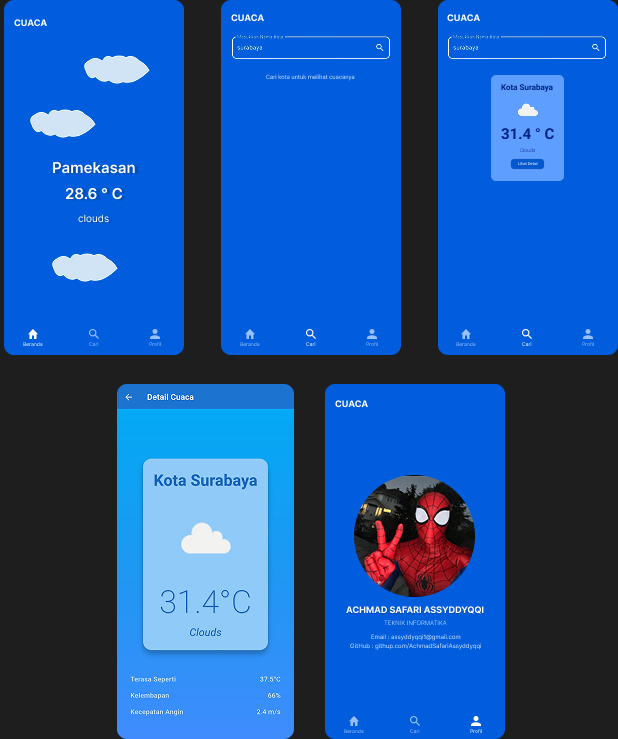 CUACA
Pamekasan
28.6 ° C
clouds
Beranda
Cari
Profil
CUACA
Masukkan Nama Kota
surabaya
Cari kota untuk melihat cuacanya
Beranda
Cari
Profil
CUACA
Masukkan Nama Kota
surabaya
Kota Surabaya
31.4 ° C
Clouds
Lihat Detail
Beranda
Cari
Profil
Detail Cuaca
Kota Surabaya
31.4°C
Clouds
Terasa Seperti 37.5°C
Kelembapan 66%
Kecepatan Angin 2.4 m/s
CUACA
ACHMAD SAFARI ASSYDDYQQI
TEKNIK INFORMATIKA
Email : assyddyqqi1@gmail.com
GitHub : githup.com/AchmadSafariAssyddyqqi
Beranda
Cari
Profil